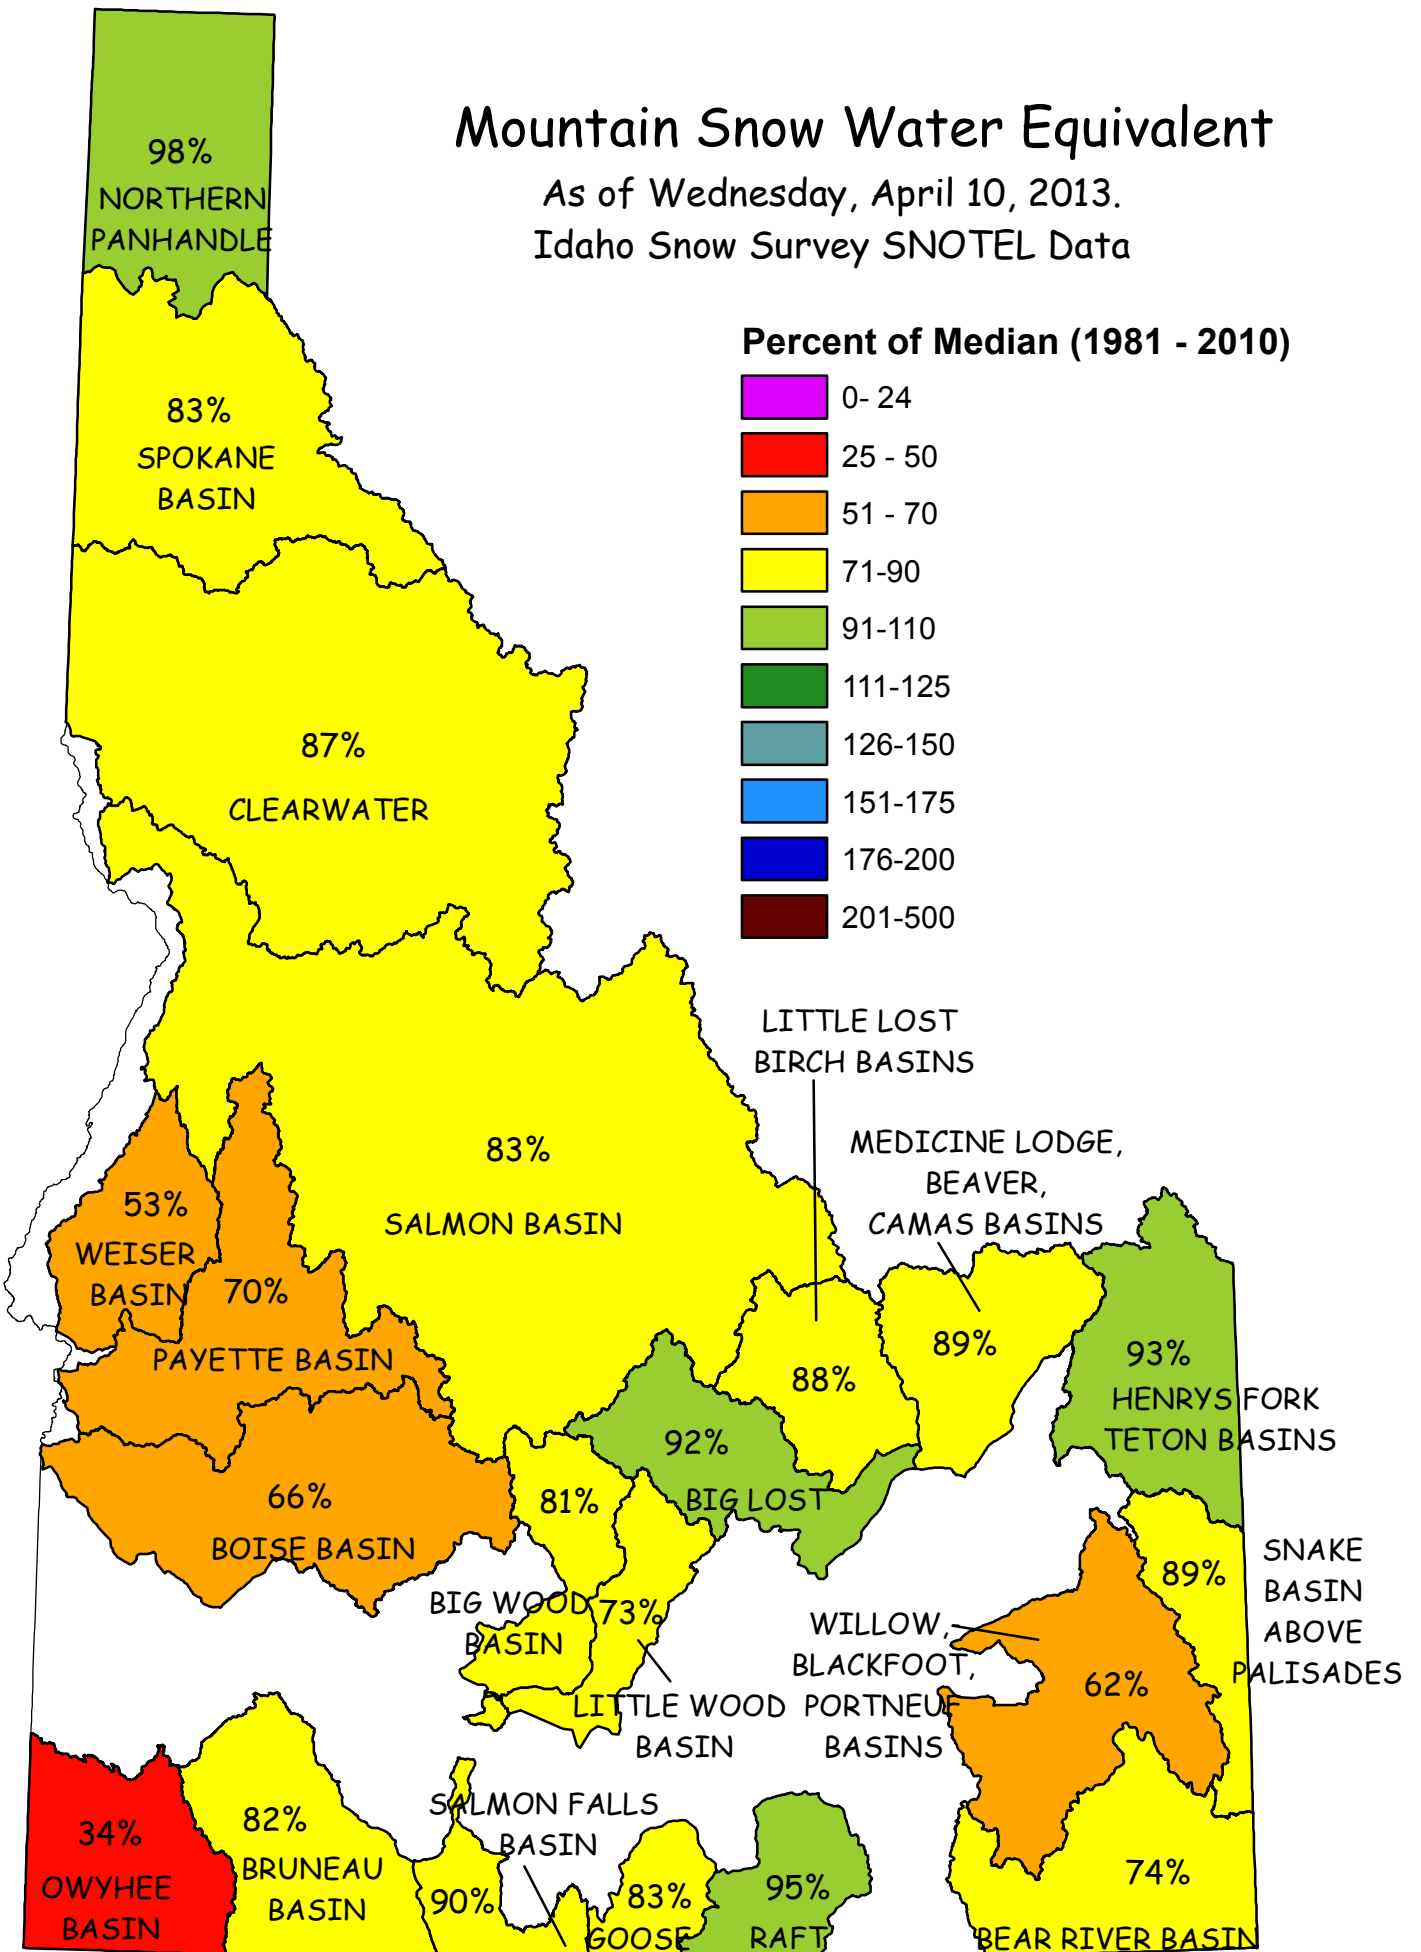 Mountain Snow Water Equivalent
As of Wednesday, April 10, 2013.
Idaho Snow Survey SNOTEL Data
Percent of Median (1981 - 2010)
0- 24
25 - 50
51 - 70
71-90
91-110
111-125
126-150
151-175
176-200
201-500
98%
NORTHERN
PANHANDLE
83%
SPOKANE
BASIN
87%
CLEARWATER
83%
SALMON BASIN
LITTLE LOST
BIRCH BASINS
88%
MEDICINE LODGE,
BEAVER,
CAMAS BASINS
89%
93%
HENRYS FORK
TETON BASINS
53%
WEISER
BASIN
70%
PAYETTE BASIN
66%
BOISE BASIN
92%
BIG LOST
81%
BIG WOOD
BASIN
73%
LITTLE WOOD
BASIN
WILLOW,
BLACKFOOT,
PORTNEUF
BASINS
62%
89%
SNAKE
BASIN
ABOVE
PALISADES
34%
OWYHEE
BASIN
82%
BRUNEAU
BASIN
SALMON FALLS
BASIN
90%
83%
GOOSE
95%
RAFT
74%
BEAR RIVER BASIN